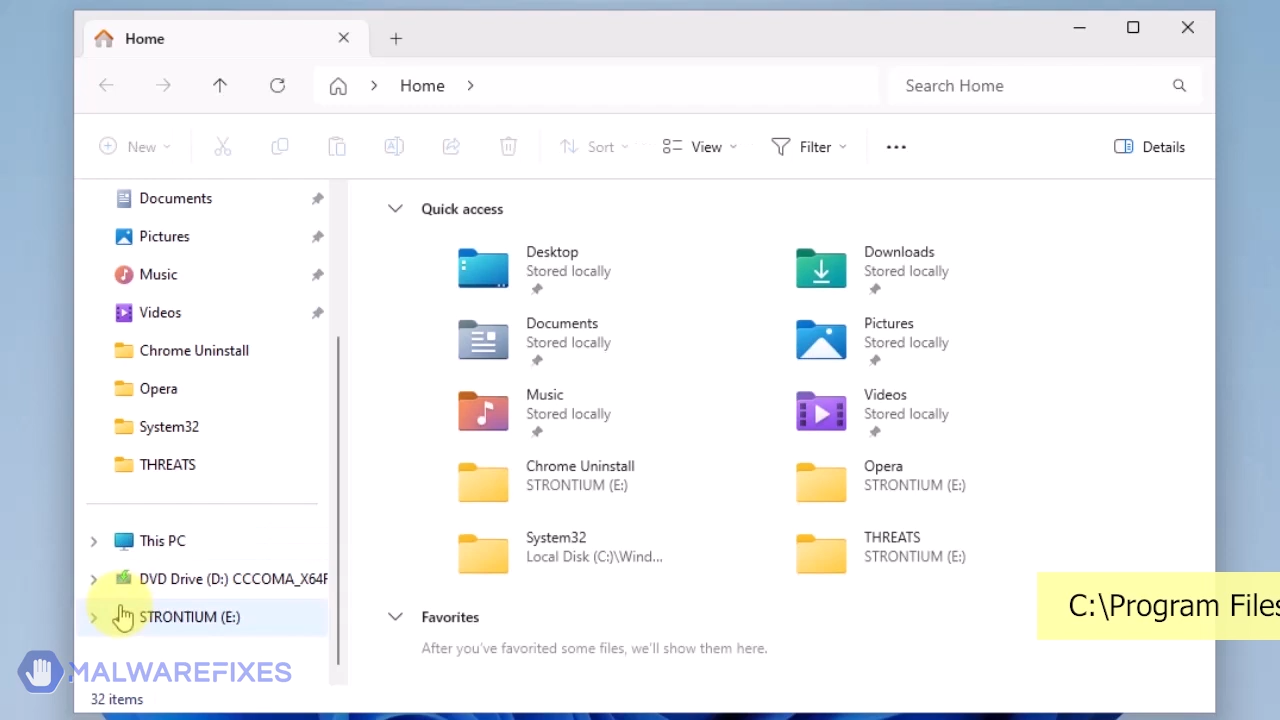 Home
Home
Search Home
New
Sort
View
Filter
Details
Documents
Pictures
Music
Videos
Chrome Uninstall
Opera
System32
THREATS
This PC
DVD Drive (D:) CCCOMA_X64F
STRONTIUM (E:)
Quick access
Desktop
Stored locally
Downloads
Stored locally
Documents
Stored locally
Pictures
Stored locally
Music
Stored locally
Videos
Stored locally
Chrome Uninstall
STRONTIUM (E:)
Opera
STRONTIUM (E:)
System32
Local Disk (C:)\Wind...
THREATS
STRONTIUM (E:)
Favorites
After you've favorited some files, we'll show them here.
C:\Program Files
MALWAREFIXES
32 items